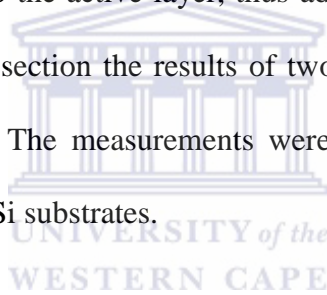 the active layer, thus
section the results of two
The measurements were
Si substrates.
UNIVERSITY of the
WESTERN CAPE